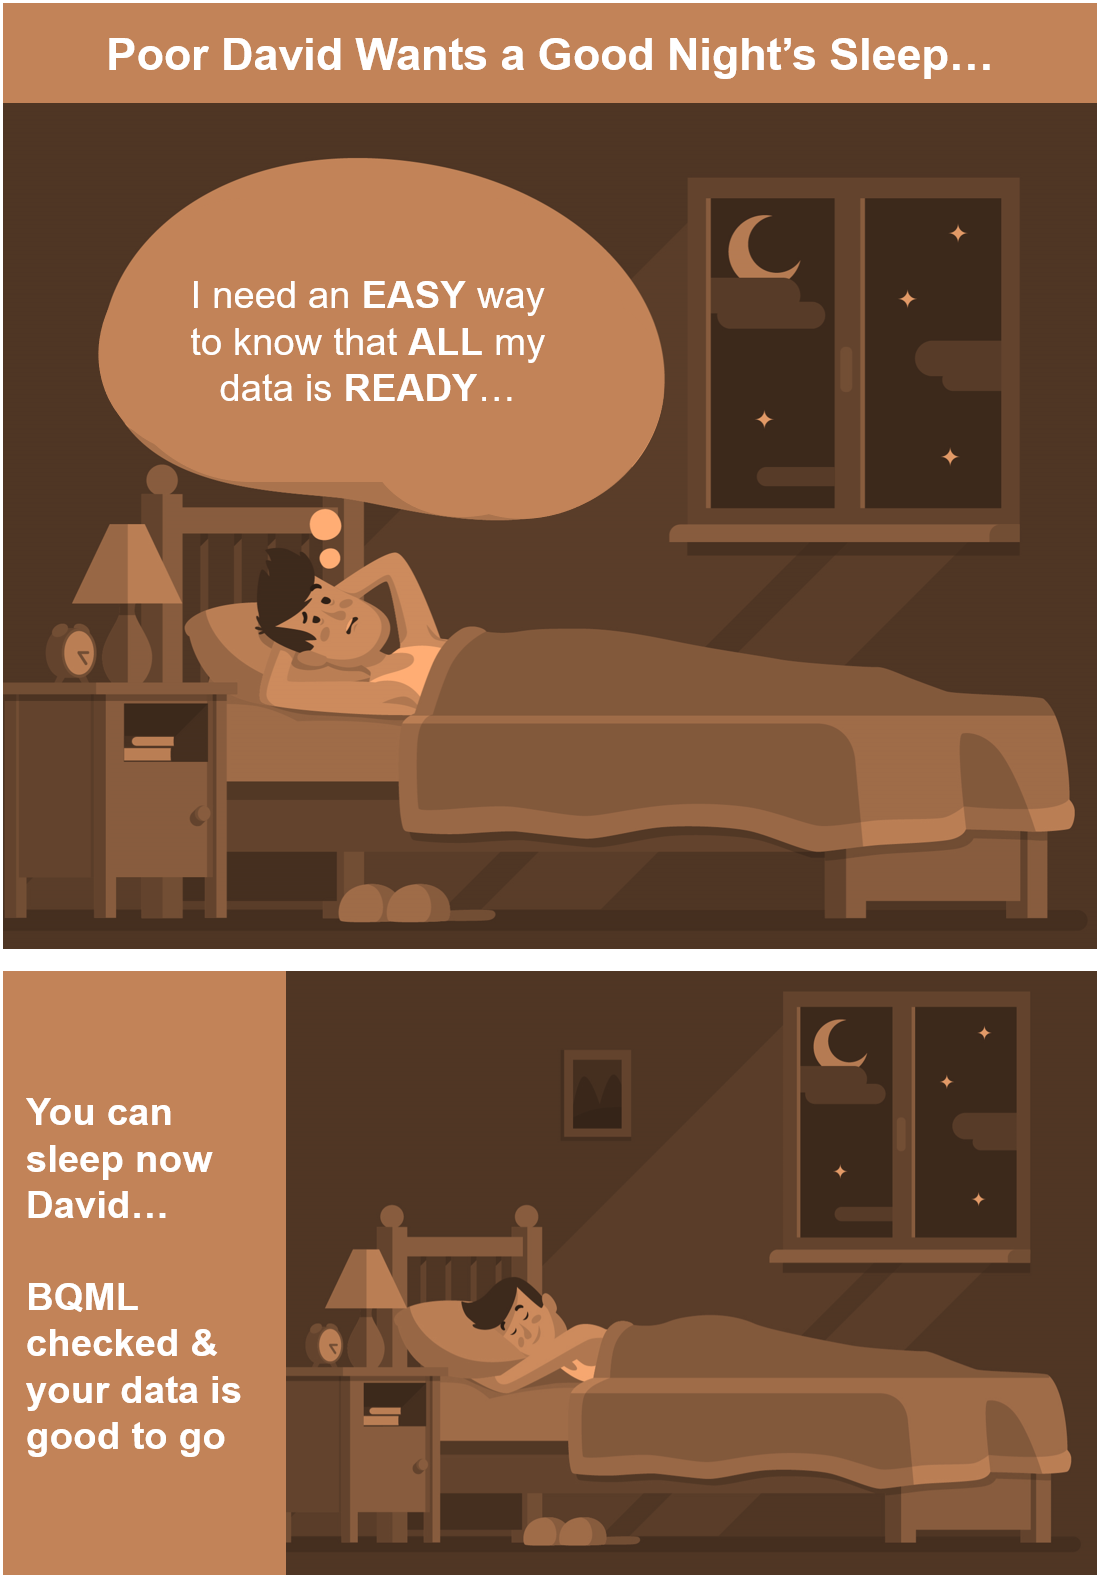 Poor David Wants a Good Night’s Sleep…
I need an EASY way
to know that ALL my
data is READY…
You can
sleep now
David…
BQML
checked &
your data is
good to go